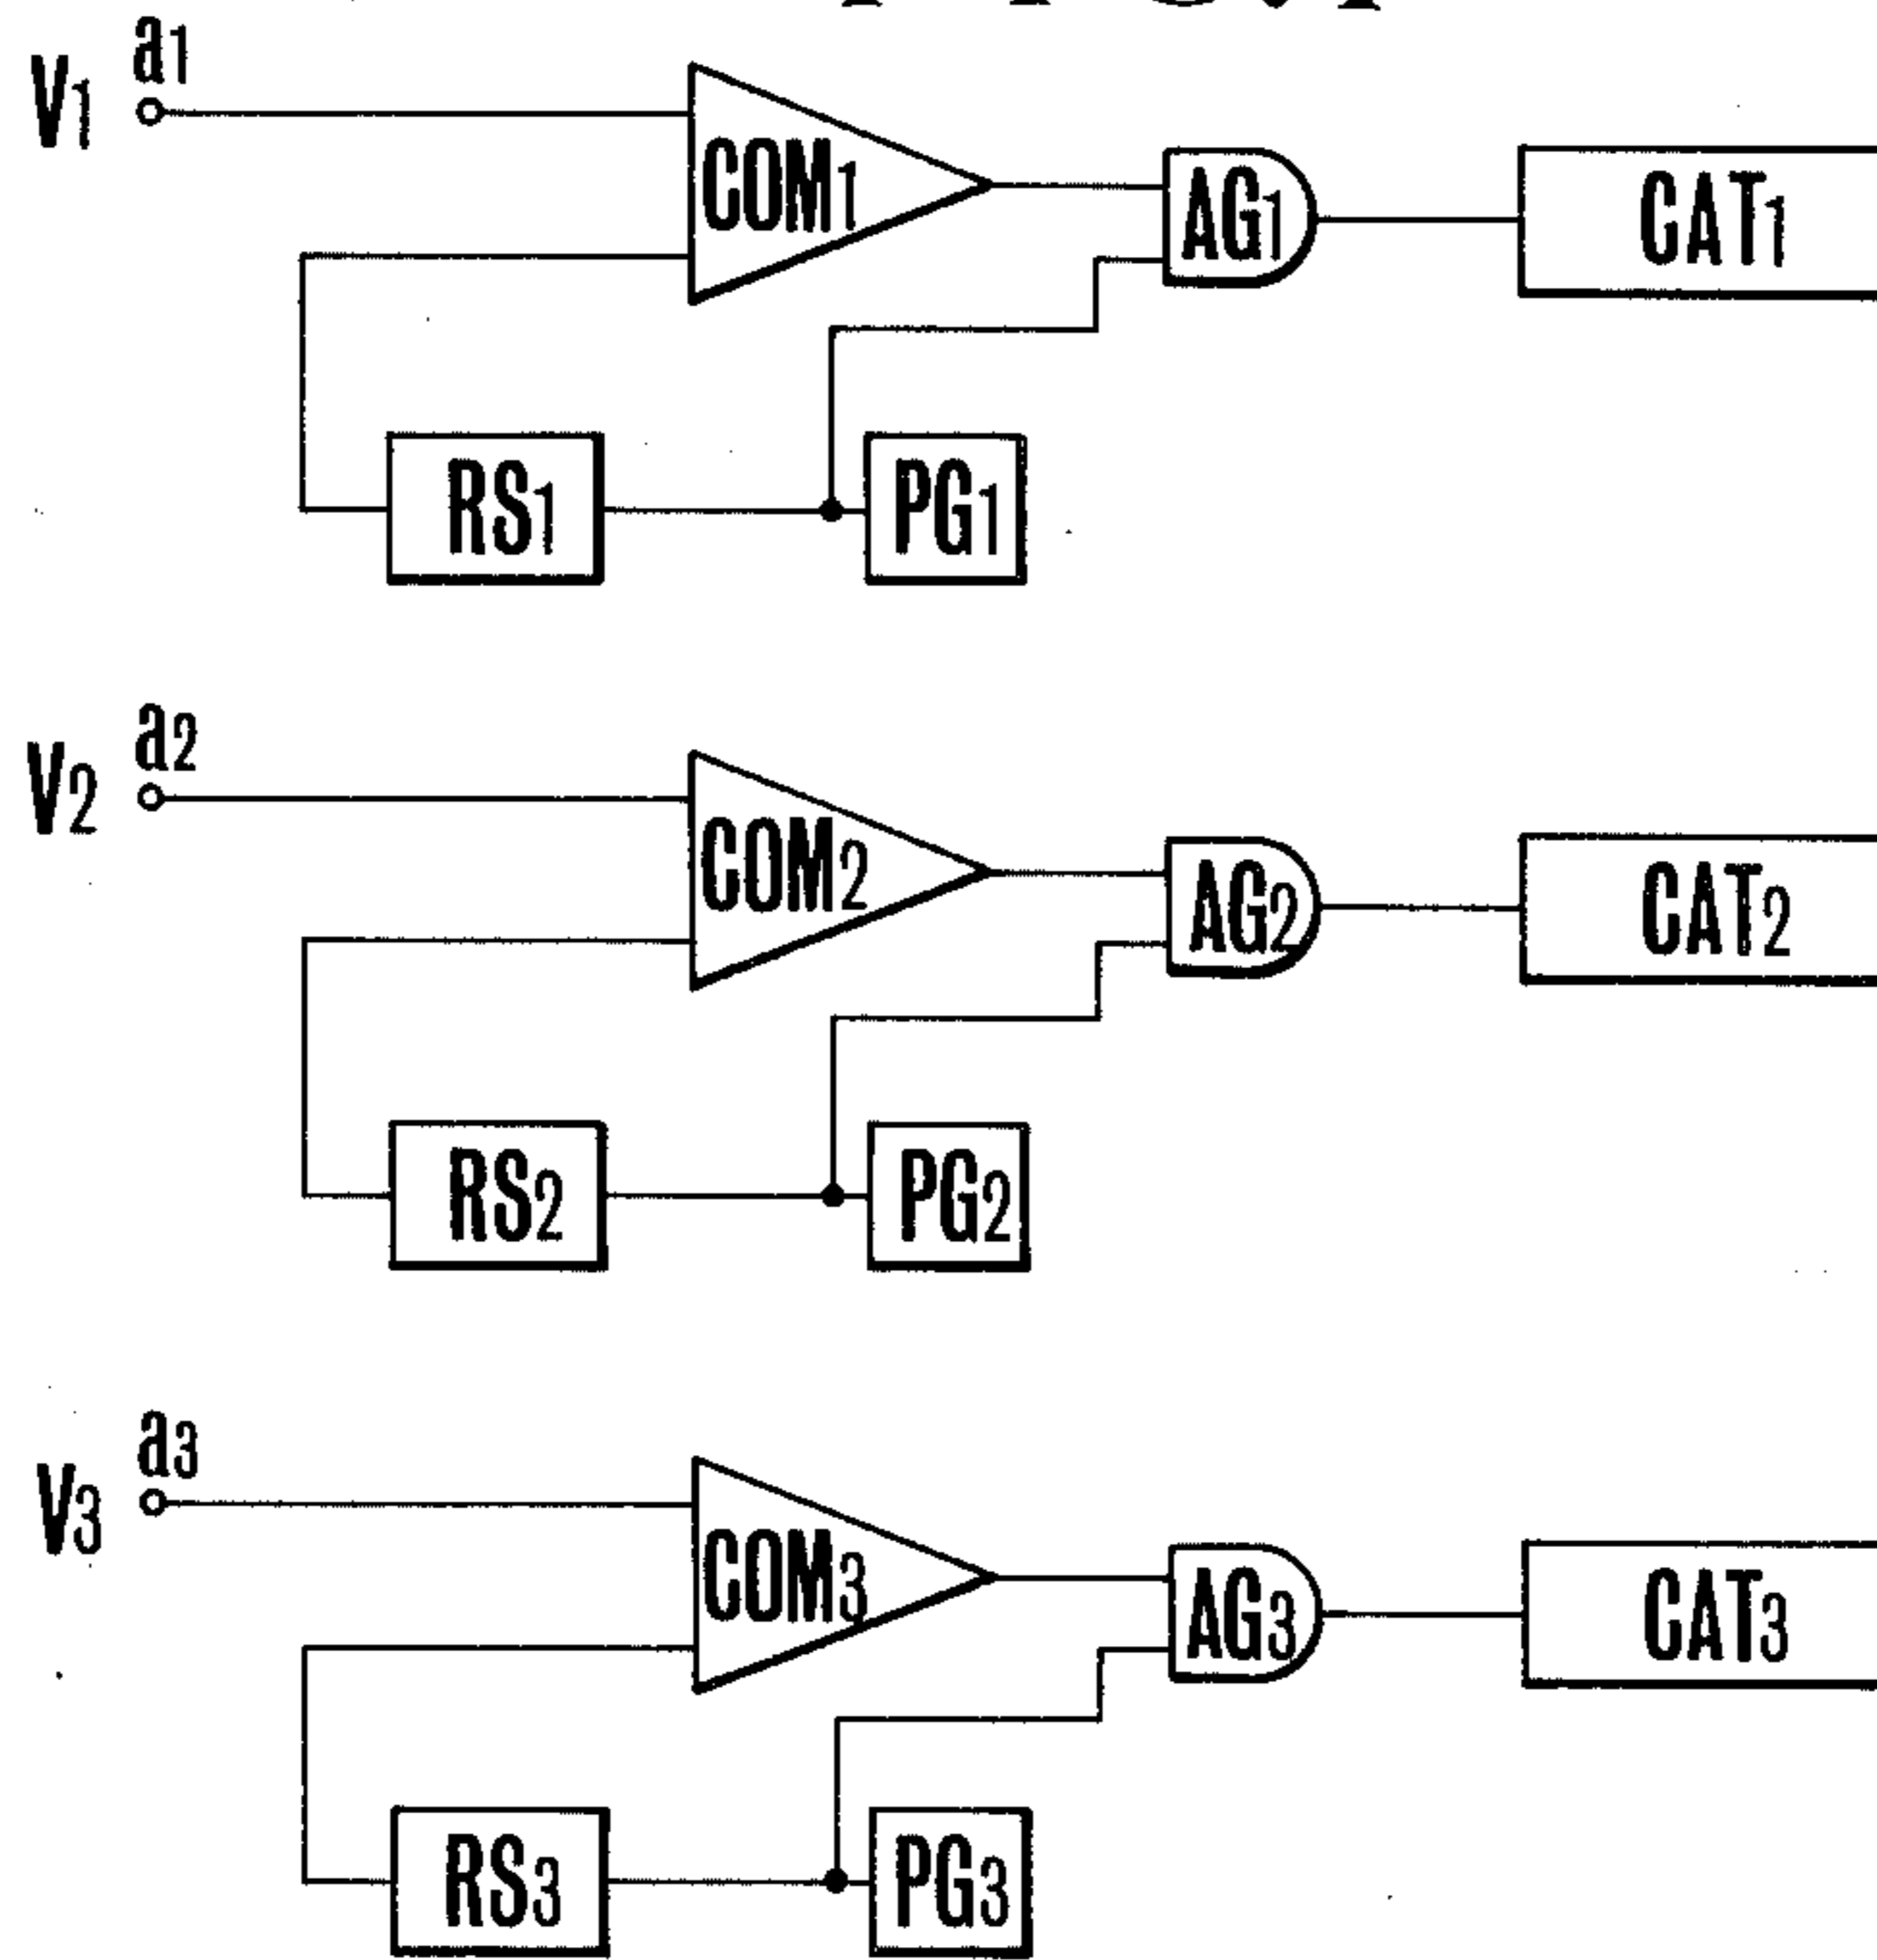 a1
V1
COM1
AG1
CAT1
RS1
PG1
a2
V2
COM2
AG2
CAT2
RS2
PG2
a3
V3
COM3
AG3
CAT3
RS3
PG3